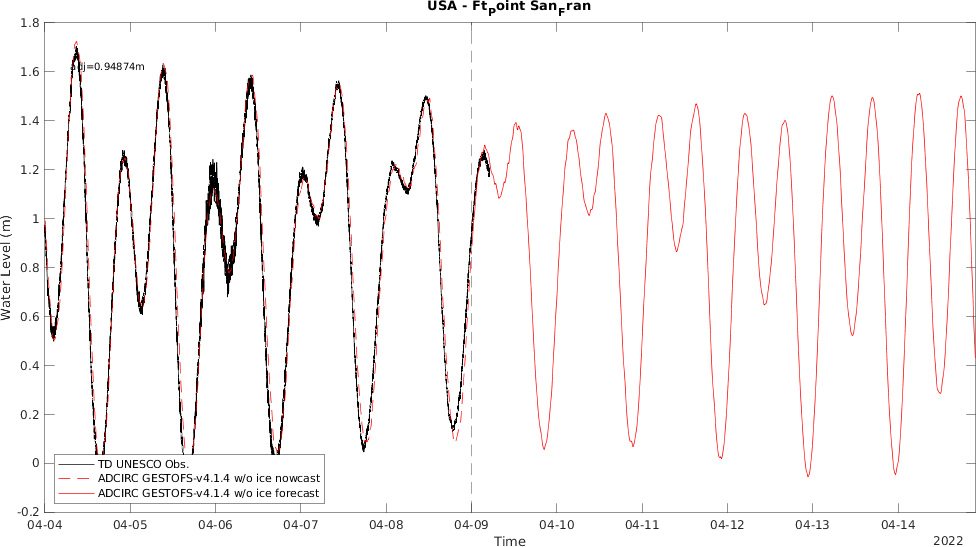 USA - FtPoint SanFran
1.8
1.6
1.4
1.2
1
0.8
0.6
0.4
0.2
0
-0.2
Water Level (m)
adj=0.94874m
TD UNESCO Obs.
ADCIRC GESTOFS-v4.1.4 w/o ice nowcast
ADCIRC GESTOFS-v4.1.4 w/o ice forecast
04-04 04-05 04-06 04-07 04-08 04-09 04-10 04-11 04-12 04-13 04-14
Time
2022